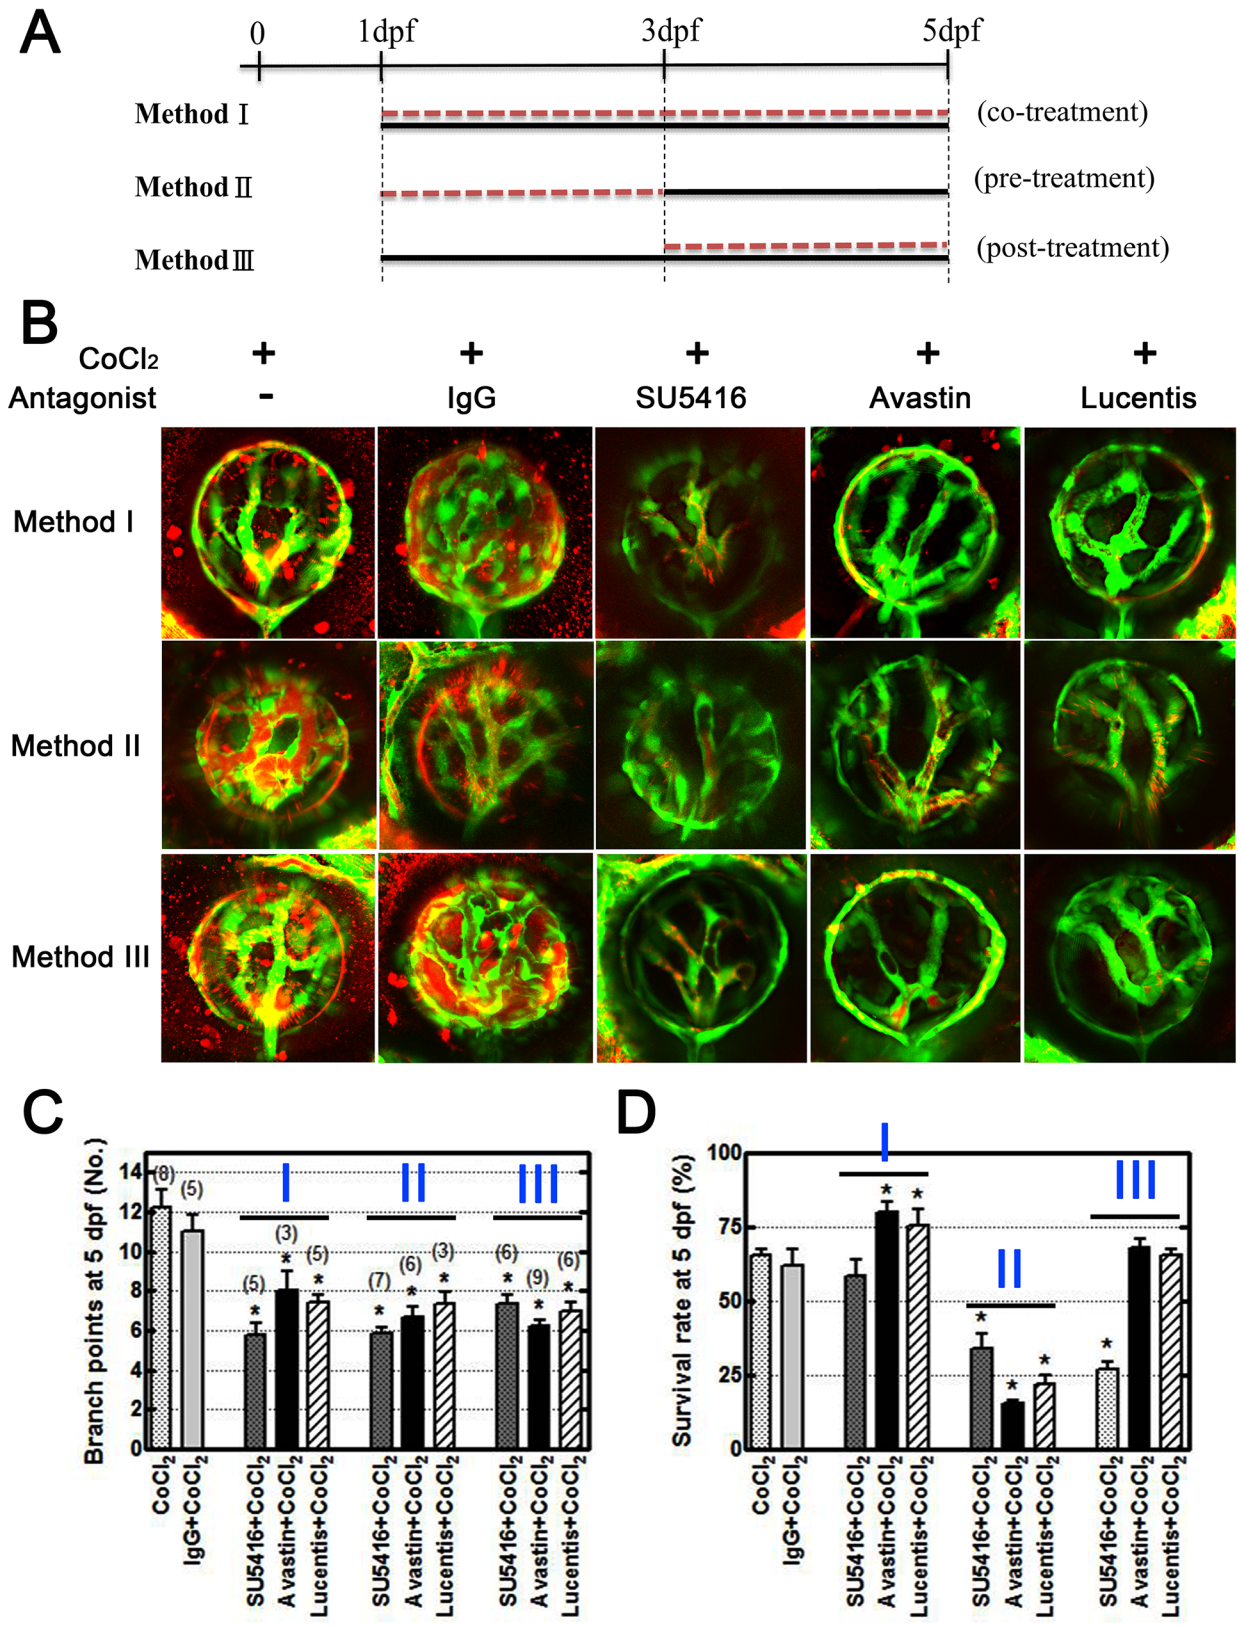 A
0 1dpf 3dpf 5dpf
Method Ⅰ (co-treatment)
Method Ⅱ (pre-treatment)
Method Ⅲ (post-treatment)
B
CoCl2 + + + + +
Antagonist - IgG SU5416 Avastin Lucentis
Method I
Method II
Method III
C
Branch points at 5 dpf (No.)
14
12
10
8
6
4
2
0
(8) (5)
I II III
(5) (3) (5) (7) (6) (3) (6) (9) (6)
* * * * * * * * *
CoCl2
IgG+CoCl2
SU5416+CoCl2
Avastin+CoCl2
Lucentis+CoCl2
SU5416+CoCl2
Avastin+CoCl2
Lucentis+CoCl2
SU5416+CoCl2
Avastin+CoCl2
Lucentis+CoCl2
D
Survival rate at 5 dpf (%)
100
75
50
25
0
I II III
* * * * * *
CoCl2
IgG+CoCl2
SU5416+CoCl2
Avastin+CoCl2
Lucentis+CoCl2
SU5416+CoCl2
Avastin+CoCl2
Lucentis+CoCl2
SU5416+CoCl2
Avastin+CoCl2
Lucentis+CoCl2